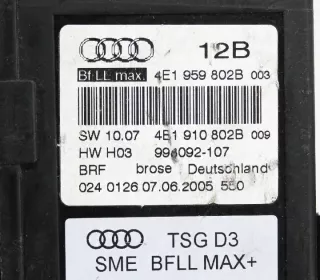 12B
BfLL max. 4E1 959 802B 003
SW 10.07 4E1 910 802B 009
HW H03 996092-107
BRF brose Deutschland
024 0126 07.06.2005 550
TSG D3
SME BFLL MAX+